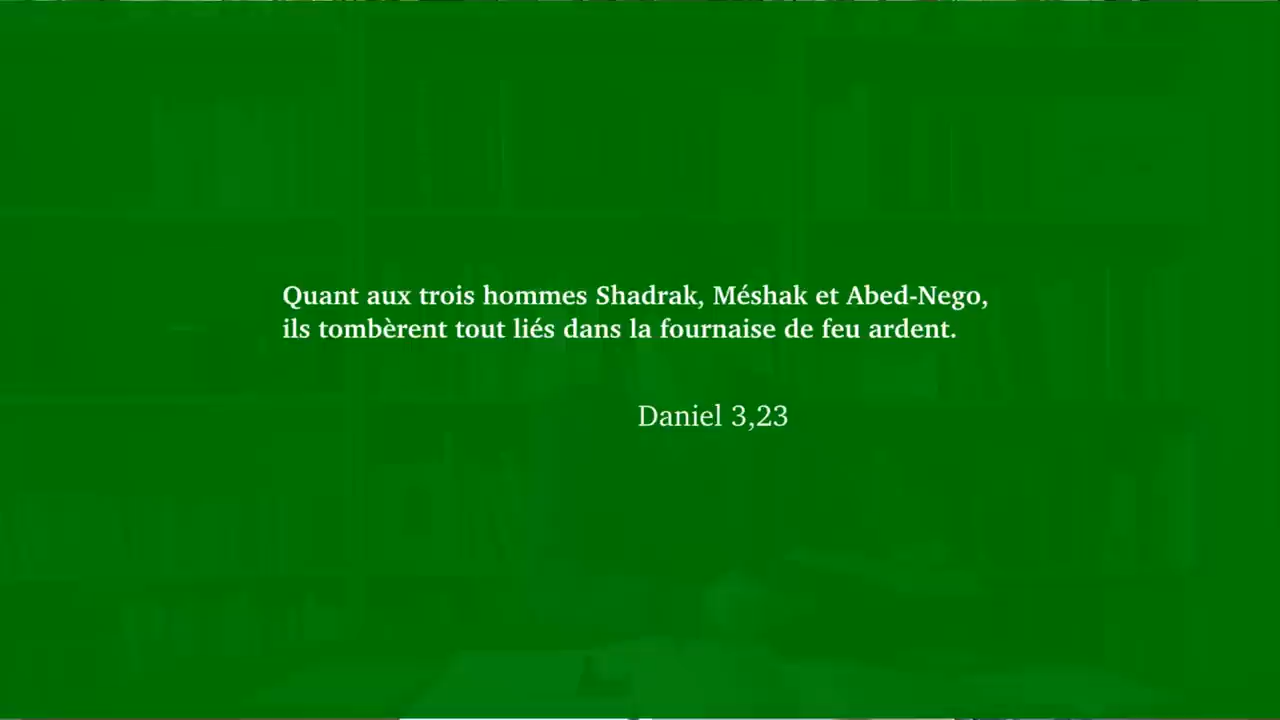 Quant aux trois hommes Shadrak, Méshak et Abed-Nego,
ils tombèrent tout liés dans la fournaise de feu ardent.
Daniel 3,23